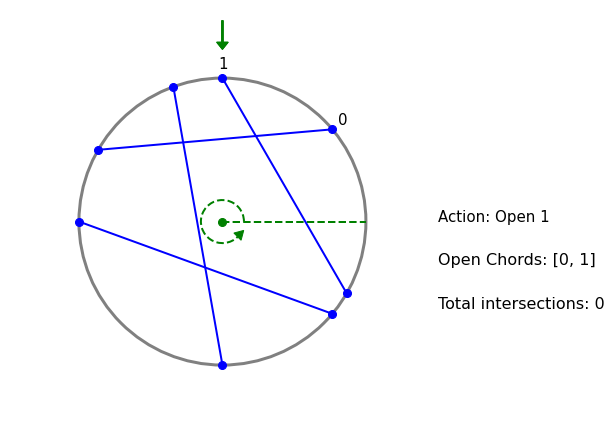 1
0
Action: Open 1
Open Chords: [0, 1]
Total intersections: 0